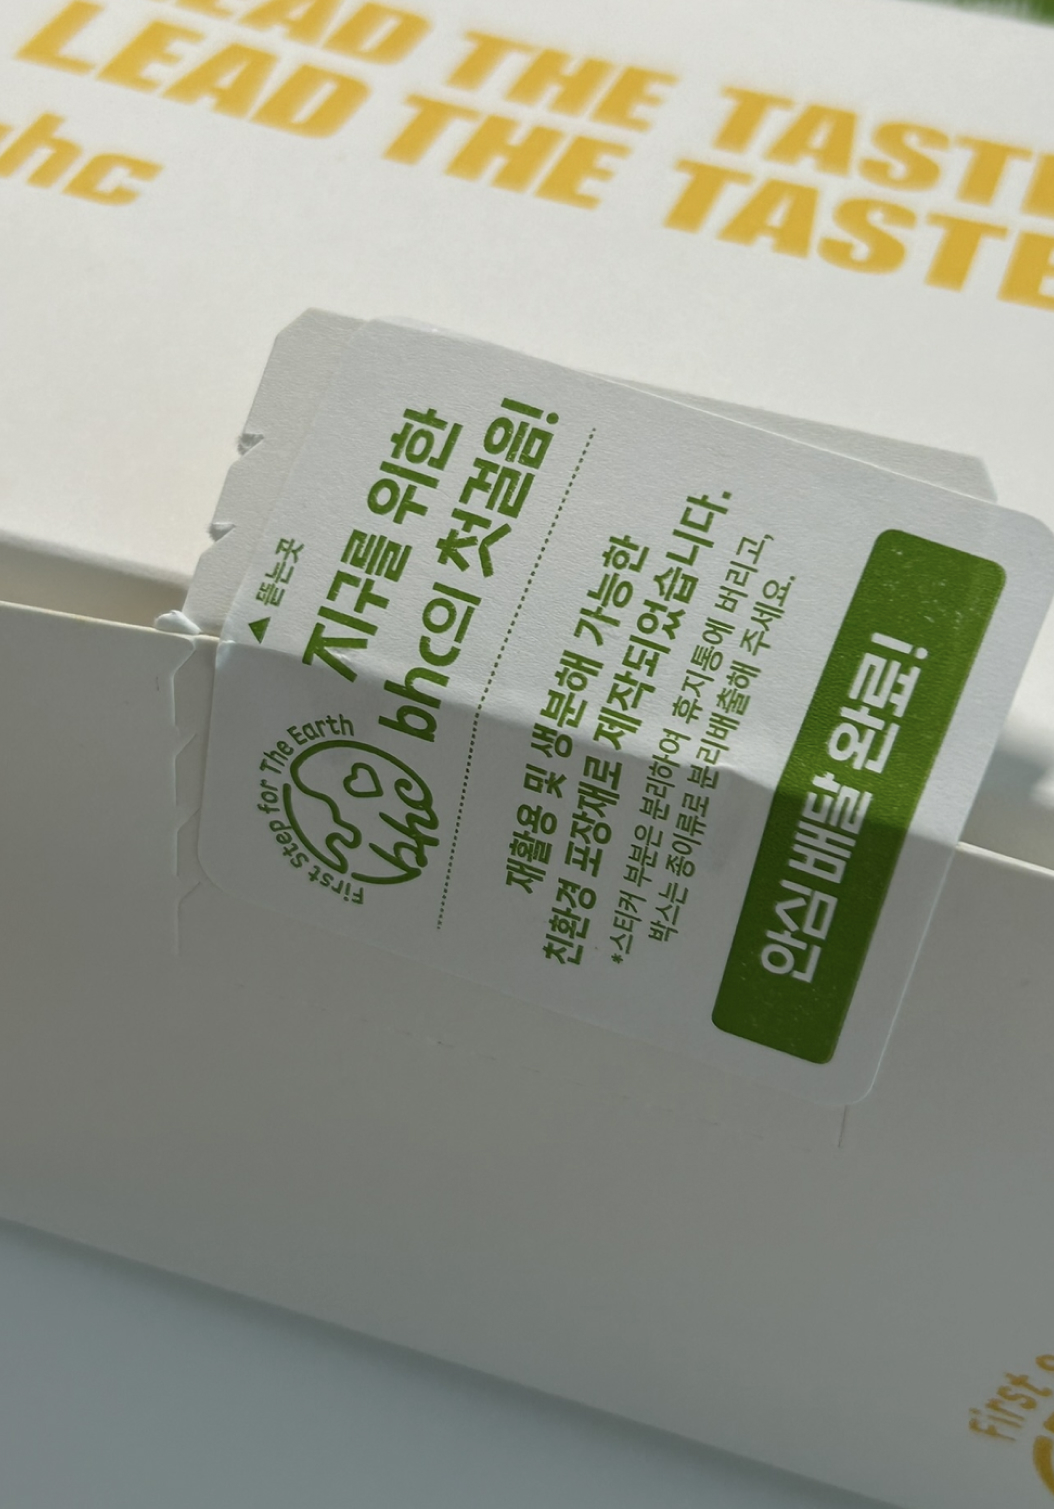 LEAD THE TASTE
LEAD THE TASTE
bhc
▲ 뜯는곳
First Step for The Earth
bhc
지구를 위한
bhc의 첫걸음!
재활용 및 생분해 가능한
친환경 포장재로 제작되었습니다.
*스티커 부분은 분리하여 휴지통에 버리고,
박스는 종이류로 분리배출해 주세요.
안심 배달 완료!
First